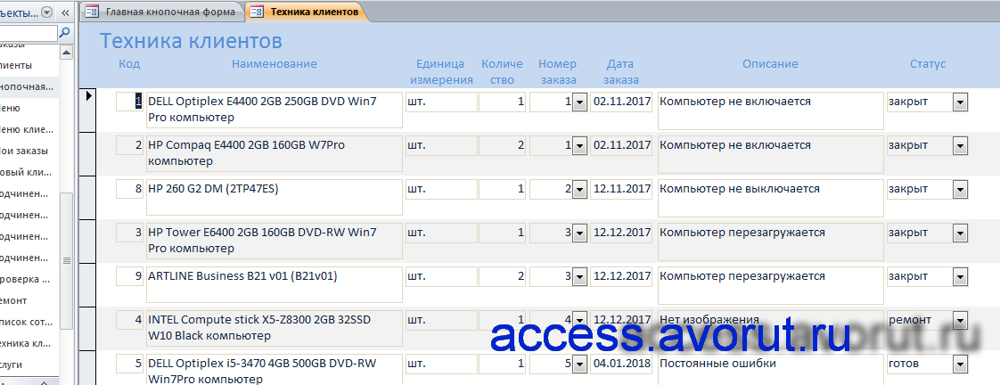 ъекты...
Главная кнопочная форма
Техника клиентов
Техника клиентов
Код Наименование Единица измерения Количе ство Номер заказа Дата заказа Описание Статус
1 DELL Optiplex E4400 2GB 250GB DVD Win7 Pro компьютер шт. 1 1 02.11.2017 Компьютер не включается закрыт
2 HP Compaq E4400 2GB 160GB W7Pro компьютер шт. 2 1 02.11.2017 Компьютер не включается закрыт
8 HP 260 G2 DM (2TP47ES) шт. 1 2 12.11.2017 Компьютер не выключается закрыт
3 HP Tower E6400 2GB 160GB DVD-RW Win7 Pro компьютер шт. 1 3 12.12.2017 Компьютер перезагружается закрыт
9 ARTLINE Business B21 v01 (B21v01) шт. 2 3 12.12.2017 Компьютер перезагружается закрыт
4 INTEL Compute stick X5-Z8300 2GB 32SSD W10 Black компьютер шт. 1 4 12.12.2017 Нет изображения ремонт
5 DELL Optiplex i5-3470 4GB 500GB DVD-RW Win7Pro компьютер шт. 1 5 04.01.2018 Постоянные ошибки готов
access.avorut.ru
иенты
нопочная...
еню
еню клие...
ои заказы
овый кли...
одчинен...
одчинен...
одчинен...
одчинен...
роверка ...
емонт
писок сот...
ехника кл...
слуги